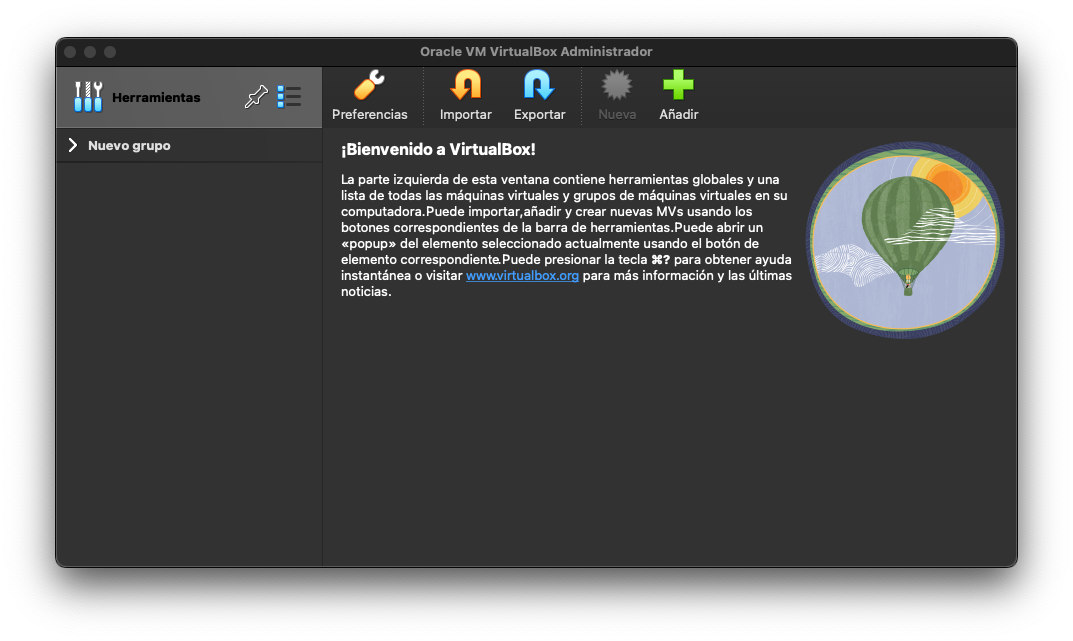 Oracle VM VirtualBox Administrador
Herramientas
Preferencias
Importar
Exportar
Nueva
Añadir
Nuevo grupo
¡Bienvenido a VirtualBox!
La parte izquierda de esta ventana contiene herramientas globales y una
lista de todas las máquinas virtuales y grupos de máquinas virtuales en su
computadora.Puede importar,añadir y crear nuevas MVs usando los
botones correspondientes de la barra de herramientas.Puede abrir un
«popup» del elemento seleccionado actualmente usando el botón de
elemento correspondiente.Puede presionar la tecla ⌘? para obtener ayuda
instantánea o visitar www.virtualbox.org para más información y las últimas
noticias.